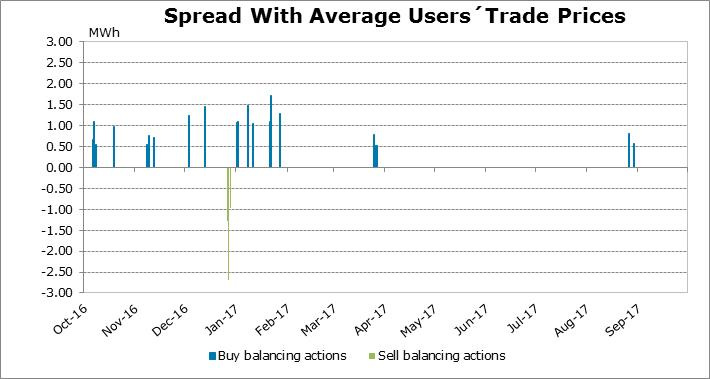 Spread With Average Users´Trade Prices
MWh
3.00
2.50
2.00
1.50
1.00
0.50
0.00
-0.50
-1.00
-1.50
-2.00
-2.50
-3.00
Oct-16
Nov-16
Dec-16
Jan-17
Feb-17
Mar-17
Apr-17
May-17
Jun-17
Jul-17
Aug-17
Sep-17
Buy balancing actions
Sell balancing actions